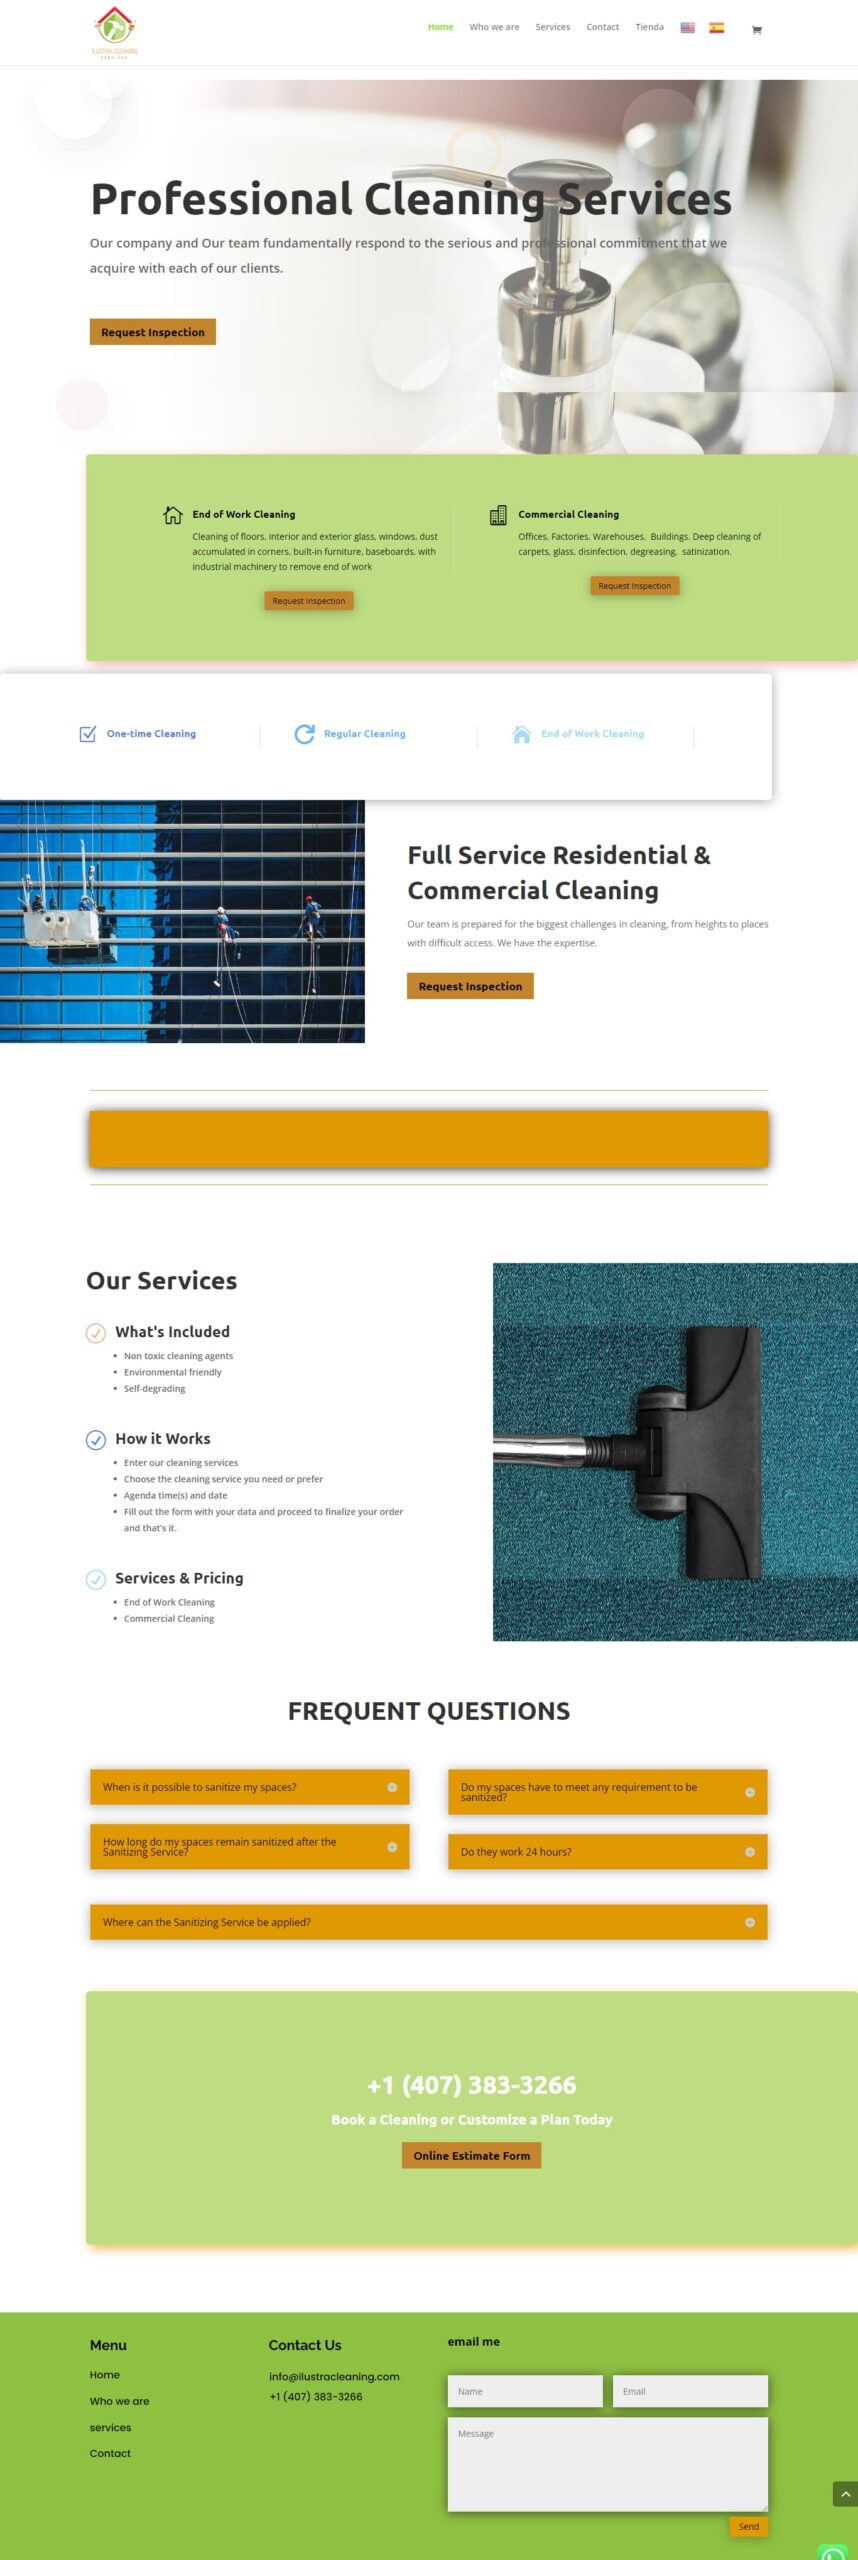 ILUSTRA CLEANING
SERVICES
Home
Who we are
Services
Contact
Tienda
Professional Cleaning Services
Our company and Our team fundamentally respond to the serious and professional commitment that we
acquire with each of our clients.
Request Inspection
End of Work Cleaning
Cleaning of floors, interior and exterior glass, windows, dust
accumulated in corners, built-in furniture, baseboards, with
industrial machinery to remove end of work
Request Inspection
Commercial Cleaning
Offices, Factories, Warehouses, Buildings. Deep cleaning of
carpets, glass, disinfection, degreasing, satinization.
Request Inspection
One-time Cleaning
Regular Cleaning
End of Work Cleaning
Full Service Residential &
Commercial Cleaning
Our team is prepared for the biggest challenges in cleaning, from heights to places
with difficult access. We have the expertise.
Request Inspection
Our Services
What's Included
• Non toxic cleaning agents
• Environmental friendly
• Self-degrading
How it Works
• Enter our cleaning services
• Choose the cleaning service you need or prefer
• Agenda time(s) and date
• Fill out the form with your data and proceed to finalize your order
and that's it.
Services & Pricing
• End of Work Cleaning
• Commercial Cleaning
FREQUENT QUESTIONS
When is it possible to sanitize my spaces?
How long do my spaces remain sanitized after the
Sanitizing Service?
Do my spaces have to meet any requirement to be
sanitized?
Do they work 24 hours?
Where can the Sanitizing Service be applied?
+1 (407) 383-3266
Book a Cleaning or Customize a Plan Today
Online Estimate Form
Menu
Home
Who we are
services
Contact
Contact Us
info@ilustracleaning.com
+1 (407) 383-3266
email me
Name
Email
Message
Send